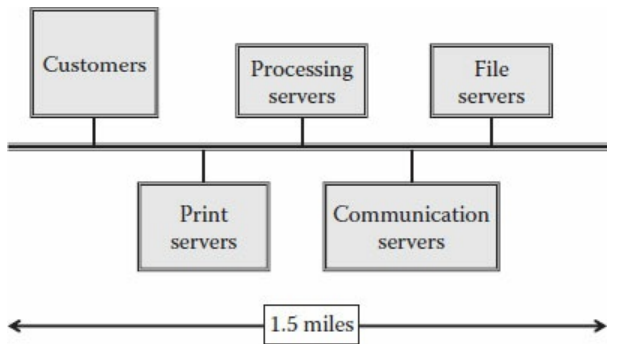 Customers
Processing
servers
File
servers
Print
servers
Communication
servers
1.5 miles